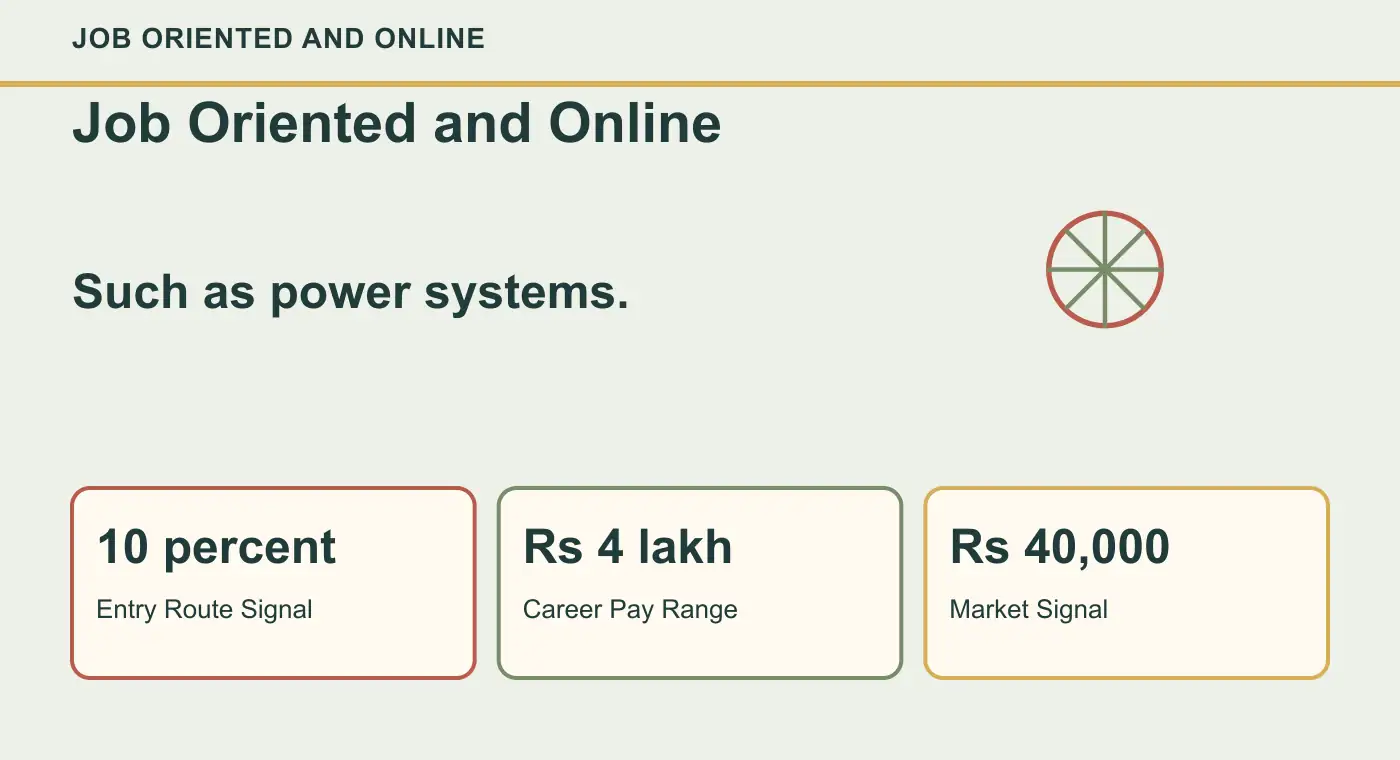 JOB ORIENTED AND ONLINE
Job Oriented and Online
Such as power systems.
10 percent
Entry Route Signal
Rs 4 lakh
Career Pay Range
Rs 40,000
Market Signal